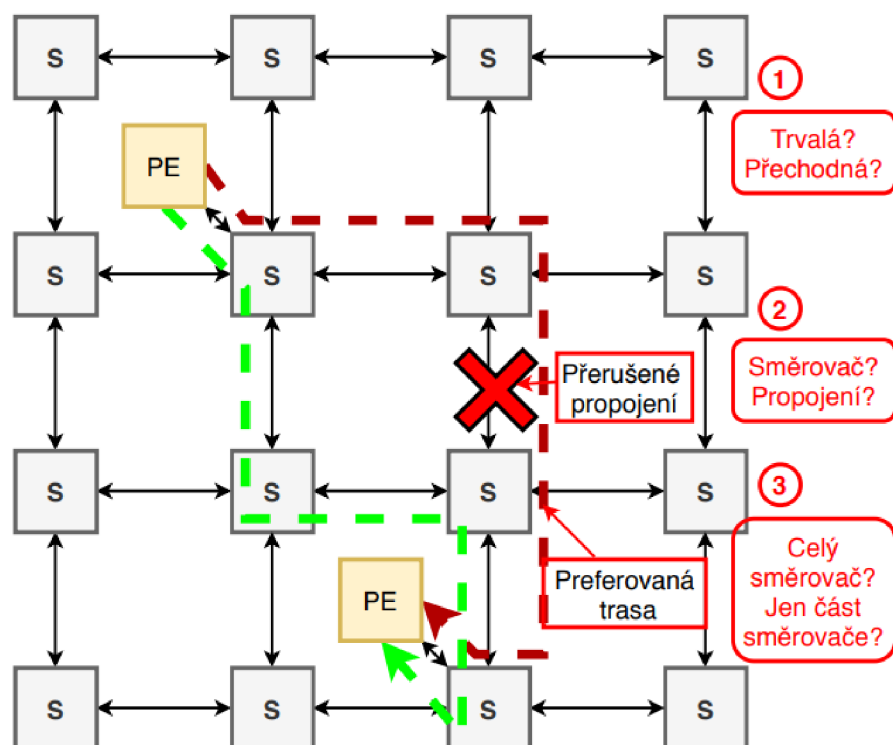 S
S
S
S
1
Trvalá?
Přechodná?
PE
S
S
S
S
2
Směrovač?
Propojení?
Přerušené
propojení
S
S
S
S
3
Celý
směrovač?
Jen část
směrovače?
Preferovaná
trasa
PE
S
S
S
S